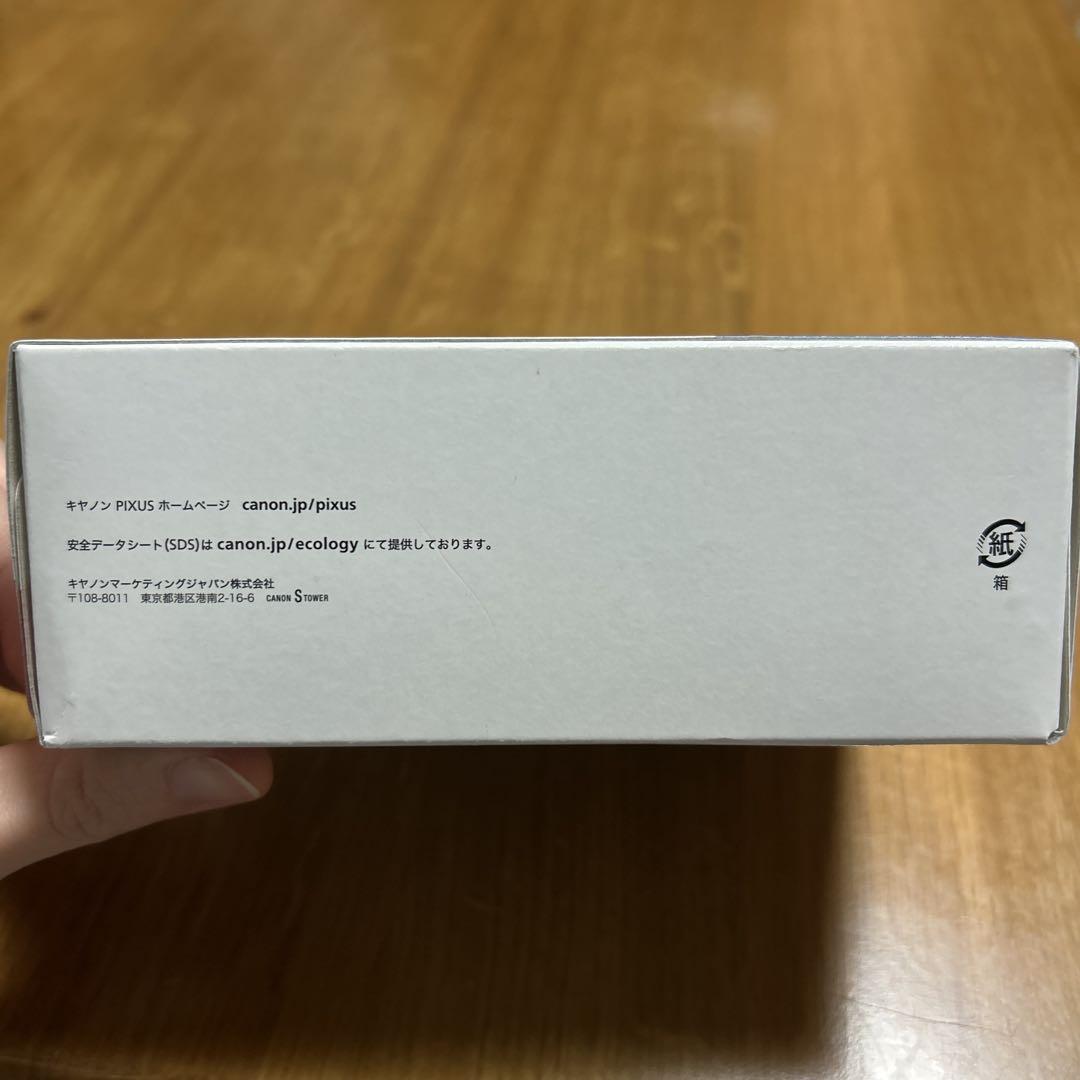 キヤノン PIXUS ホームページ canon.jp/pixus
安全データシート(SDS)は canon.jp/ecology にて提供しております。
キヤノンマーケティングジャパン株式会社
〒108-8011 東京都港区港南2-16-6 CANON S TOWER
紙
箱